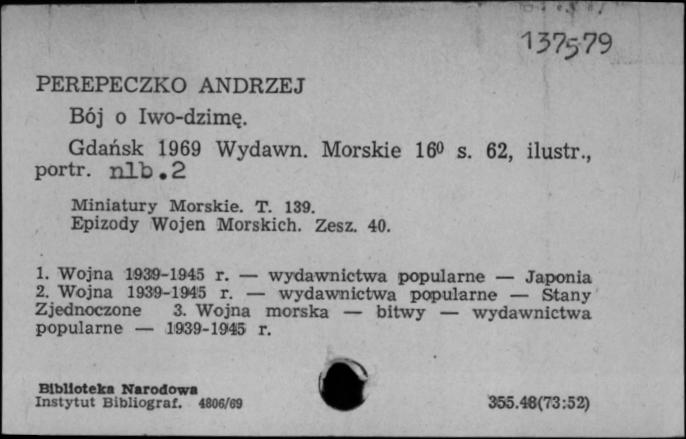 137579
PEREPECZKO ANDRZEJ
Bój o Iwo-dzimę.
Gdańsk 1969 Wydawn. Morskie 16⁰ s. 62, ilustr.,
portr. nlb.2
Miniatury Morskie. T. 139.
Epizody Wojen Morskich. Zesz. 40.
1. Wojna 1939-1945 r. — wydawnictwa popularne — Japonia
2. Wojna 1939-1945 r. — wydawnictwa popularne — Stany
Zjednoczone 3. Wojna morska — bitwy — wydawnictwa
popularne — 1939-1945 r.
Biblioteka Narodowa
Instytut Bibliograf. 4806/69
355.48(73:52)